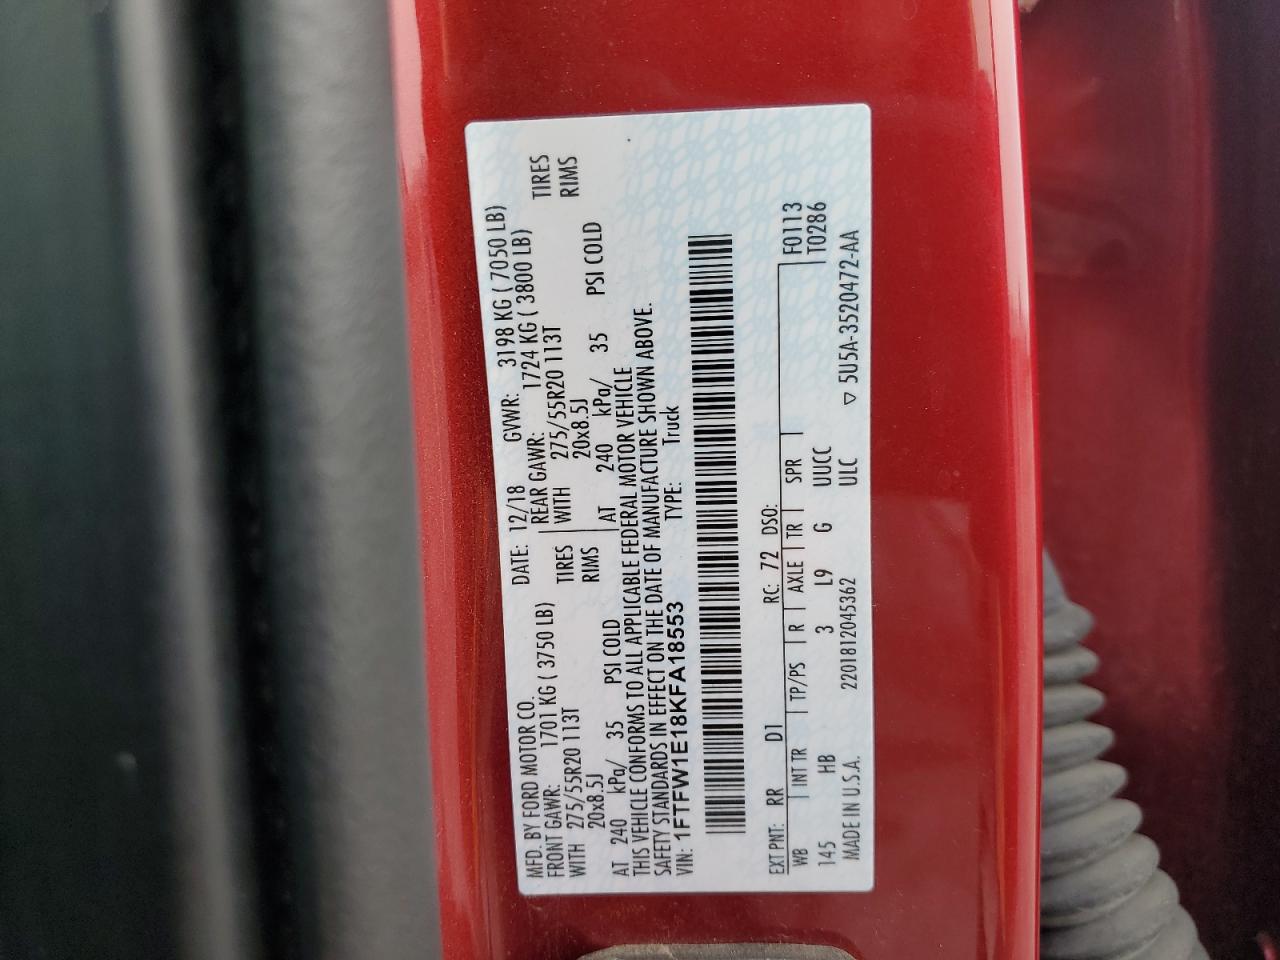 MFD. BY FORD MOTOR CO.
DATE: 12/18 GVWR: 3198 KG ( 7050 LB)
FRONT GAWR: 1701 KG ( 3750 LB) REAR GAWR: 1724 KG ( 3800 LB)
WITH 275/55R20 113T TIRES WITH 275/55R20 113T TIRES
20x8.5J RIMS 20x8.5J RIMS
AT 240 kPa/ 35 PSI COLD AT 240 kPa/ 35 PSI COLD
THIS VEHICLE CONFORMS TO ALL APPLICABLE FEDERAL MOTOR VEHICLE
SAFETY STANDARDS IN EFFECT ON THE DATE OF MANUFACTURE SHOWN ABOVE.
VIN: 1FTFW1E18KFA18553 TYPE: Truck
EXT PNT: RR D1 RC: 72 DSO: F0113
WB INT TR TP/PS R AXLE TR SPR T0286
145 HB 3 L9 G UUCC
MADE IN U.S.A. 2201812045362 ULC ▽ 5U5A-3520472-AA